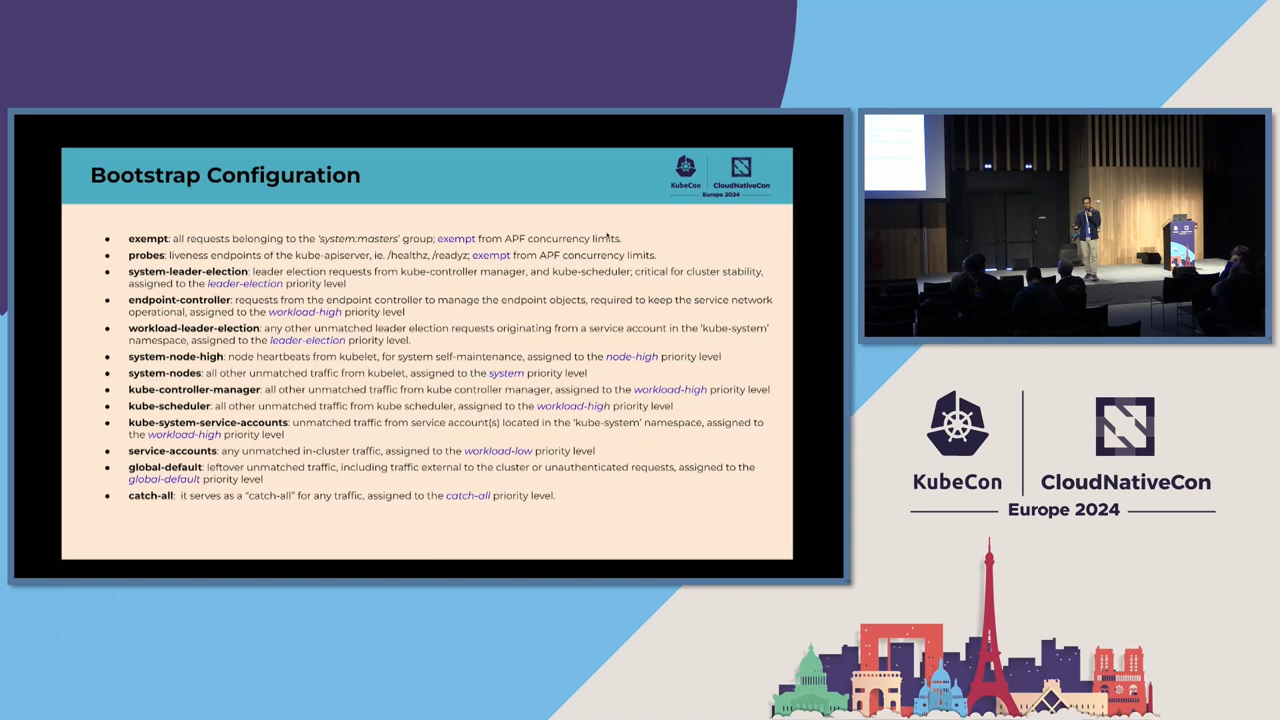 Bootstrap Configuration
KubeCon
CloudNativeCon
Europe 2024
● exempt: all requests belonging to the 'system:masters' group; exempt from APF concurrency limits.
● probes: liveness endpoints of the kube-apiserver, ie. /healthz, /readyz; exempt from APF concurrency limits.
● system-leader-election: leader election requests from kube-controller manager, and kube-scheduler; critical for cluster stability,
assigned to the leader-election priority level
● endpoint-controller: requests from the endpoint controller to manage the endpoint objects, required to keep the service network
operational, assigned to the workload-high priority level
● workload-leader-election: any other unmatched leader election requests originating from a service account in the 'kube-system'
namespace, assigned to the leader-election priority level.
● system-node-high: node heartbeats from kubelet, for system self-maintenance, assigned to the node-high priority level
● system-nodes: all other unmatched traffic from kubelet, assigned to the system priority level
● kube-controller-manager: all other unmatched traffic from kube controller manager, assigned to the workload-high priority level
● kube-scheduler: all other unmatched traffic from kube scheduler, assigned to the workload-high priority level
● kube-system-service-accounts: unmatched traffic from service account(s) located in the 'kube-system' namespace, assigned to
the workload-high priority level
● service-accounts: any unmatched in-cluster traffic, assigned to the workload-low priority level
● global-default: leftover unmatched traffic, including traffic external to the cluster or unauthenticated requests, assigned to the
global-default priority level
● catch-all: it serves as a "catch-all" for any traffic, assigned to the catch-all priority level.
KubeCon
CloudNativeCon
Europe 2024